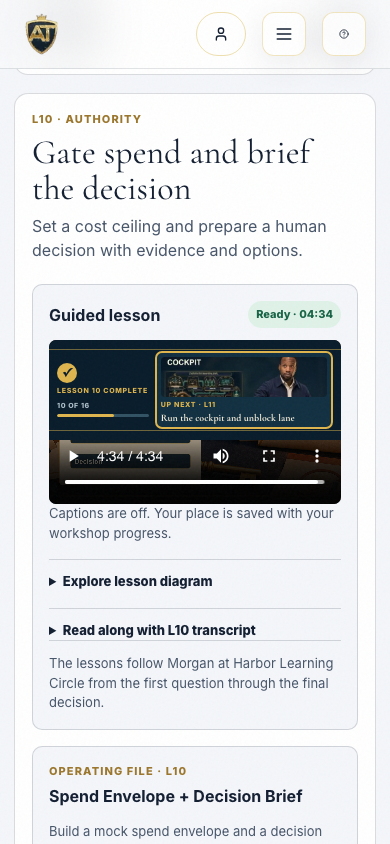 AT
L10 · AUTHORITY
Gate spend and brief
the decision
Set a cost ceiling and prepare a human
decision with evidence and options.
Guided lesson
Ready · 04:34
COCKPIT
LESSON 10 COMPLETE
10 OF 16
UP NEXT · L11
Run the cockpit and unblock lane
Decision
4:34 / 4:34
Captions are off. Your place is saved with your
workshop progress.
Explore lesson diagram
Read along with L10 transcript
The lessons follow Morgan at Harbor Learning
Circle from the first question through the final
decision.
OPERATING FILE · L10
Spend Envelope + Decision Brief
Build a mock spend envelope and a decision